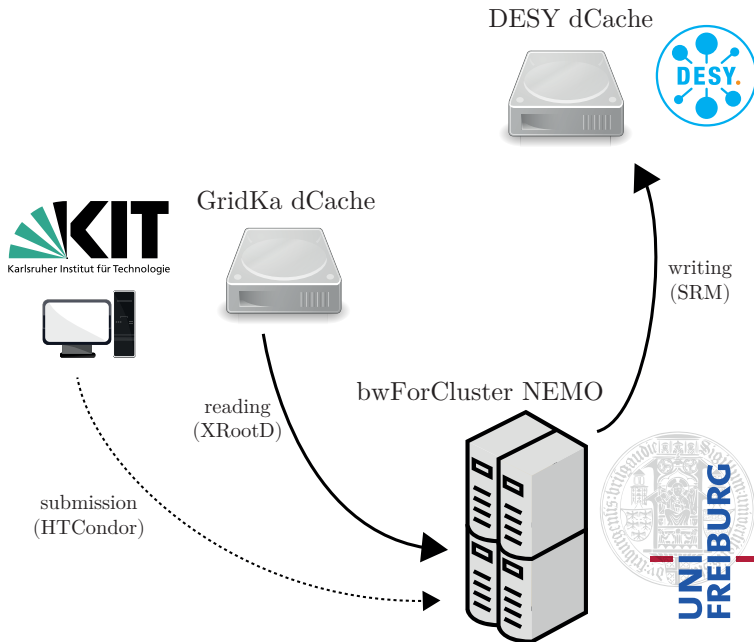 DESY dCache
DESY.
GridKa dCache
KIT
Karlsruher Institut für Technologie
writing
(SRM)
bwForCluster NEMO
reading
(XRootD)
submission
(HTCondor)
UNI
FREIBURG